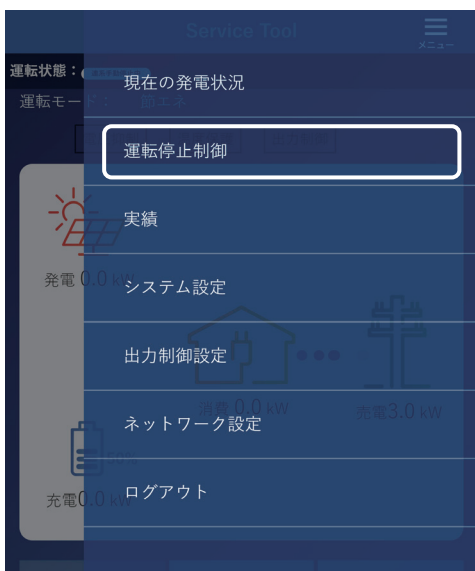 Service Tool
メニュー
運転状態：
現在の発電状況
運転モード： 節エネ
運転停止制御
実績
発電 0.0 kW
システム設定
出力制御設定
消費 0.0 kW
売電3.0 kW
ネットワーク設定
充電0.0 kW
ログアウト